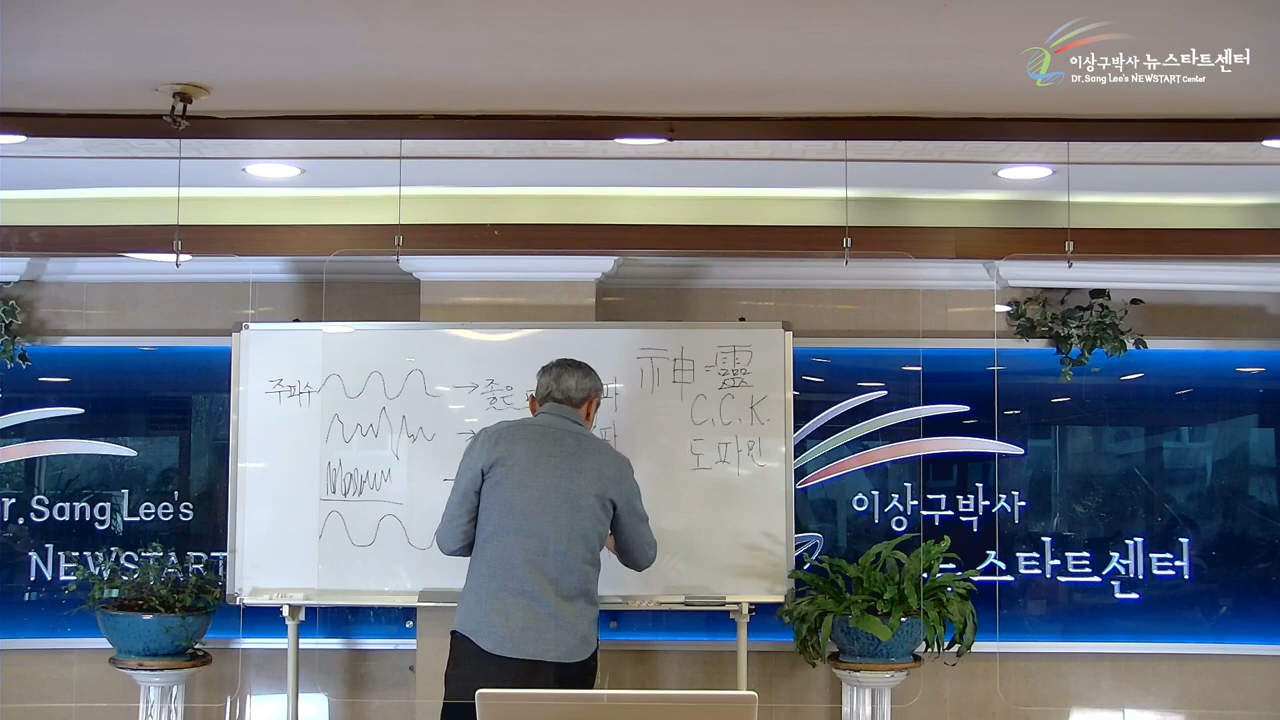 이상구박사 뉴스타트센터
Dr. Sang Lee's NEWSTART Center
주파수
→ 좋은
파
→
파
神靈
C.C.K.
도파민
r. Sang Lee's
NEWSTART
이상구박사
스타트센터